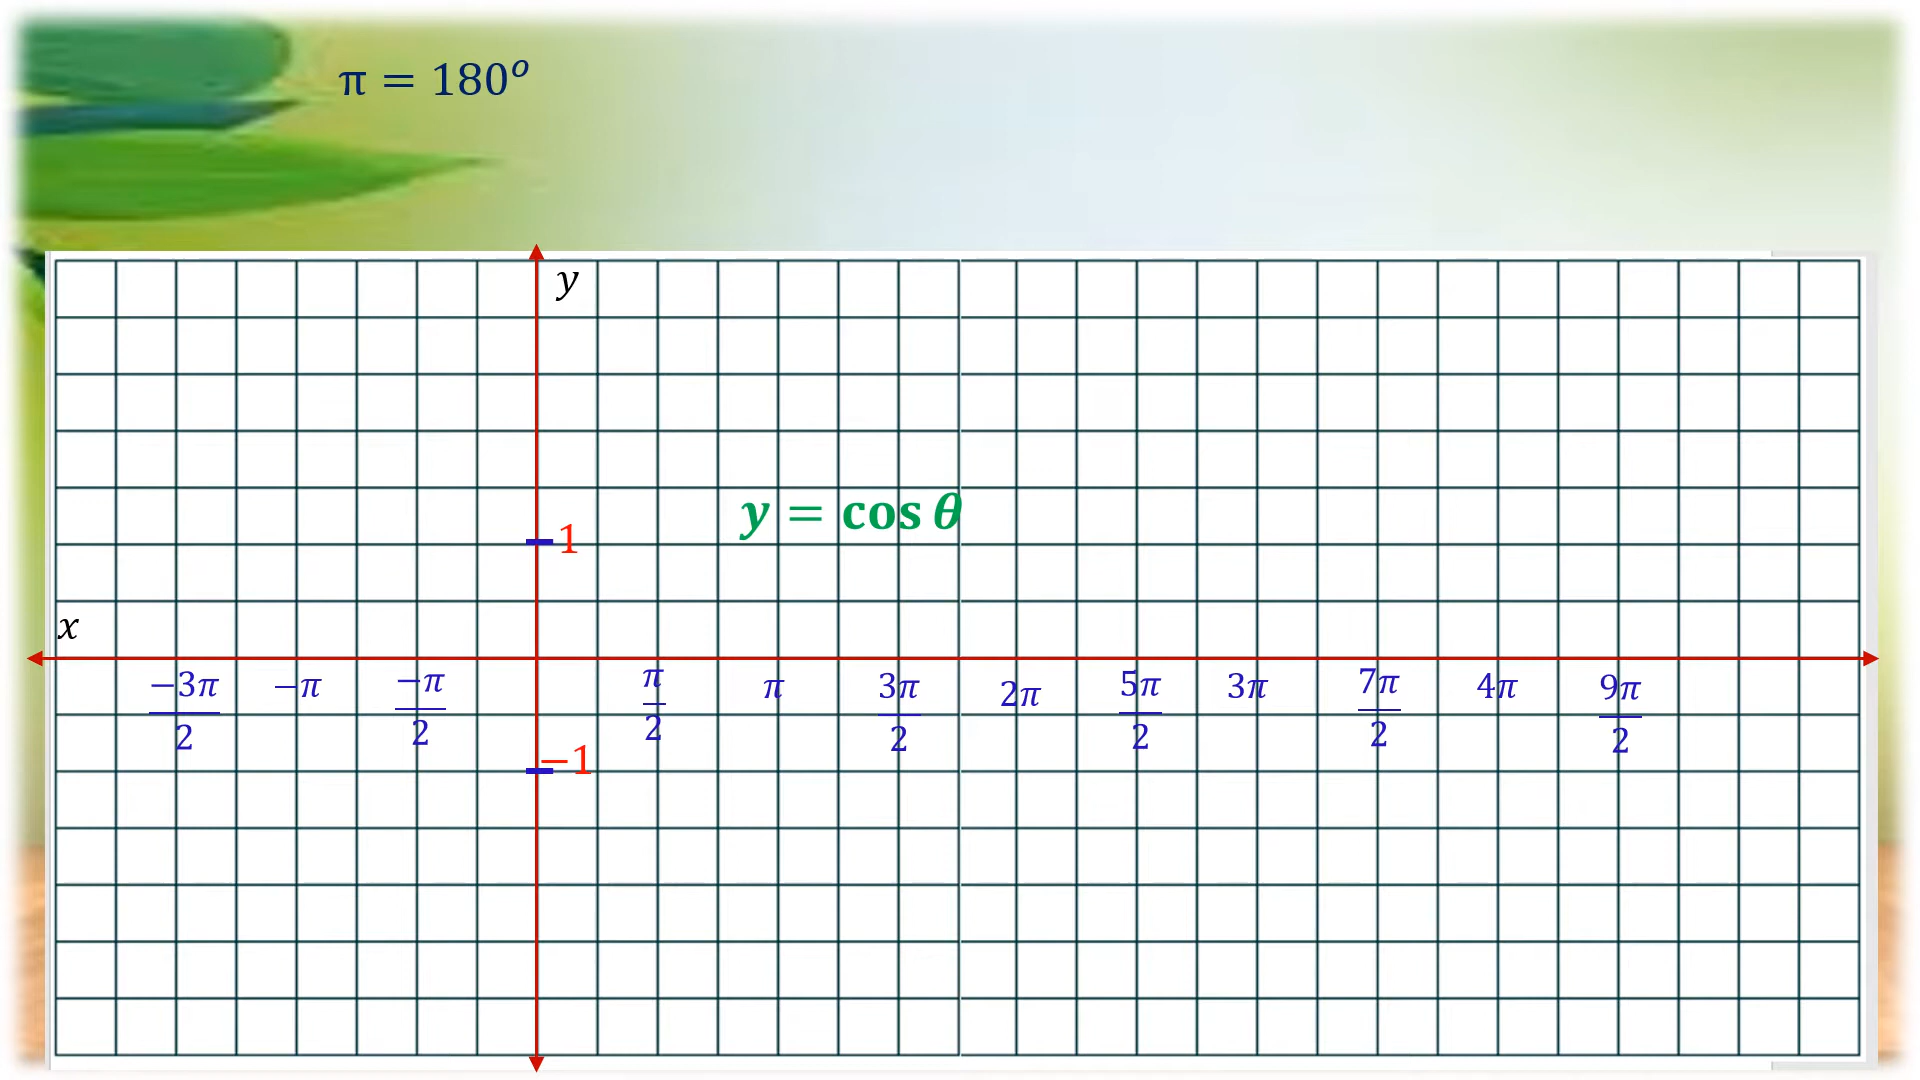 π = 180°
y
y = cos θ
1
x
−3π/2 −π −π/2 π/2 π 3π/2 2π 5π/2 3π 7π/2 4π 9π/2
−1